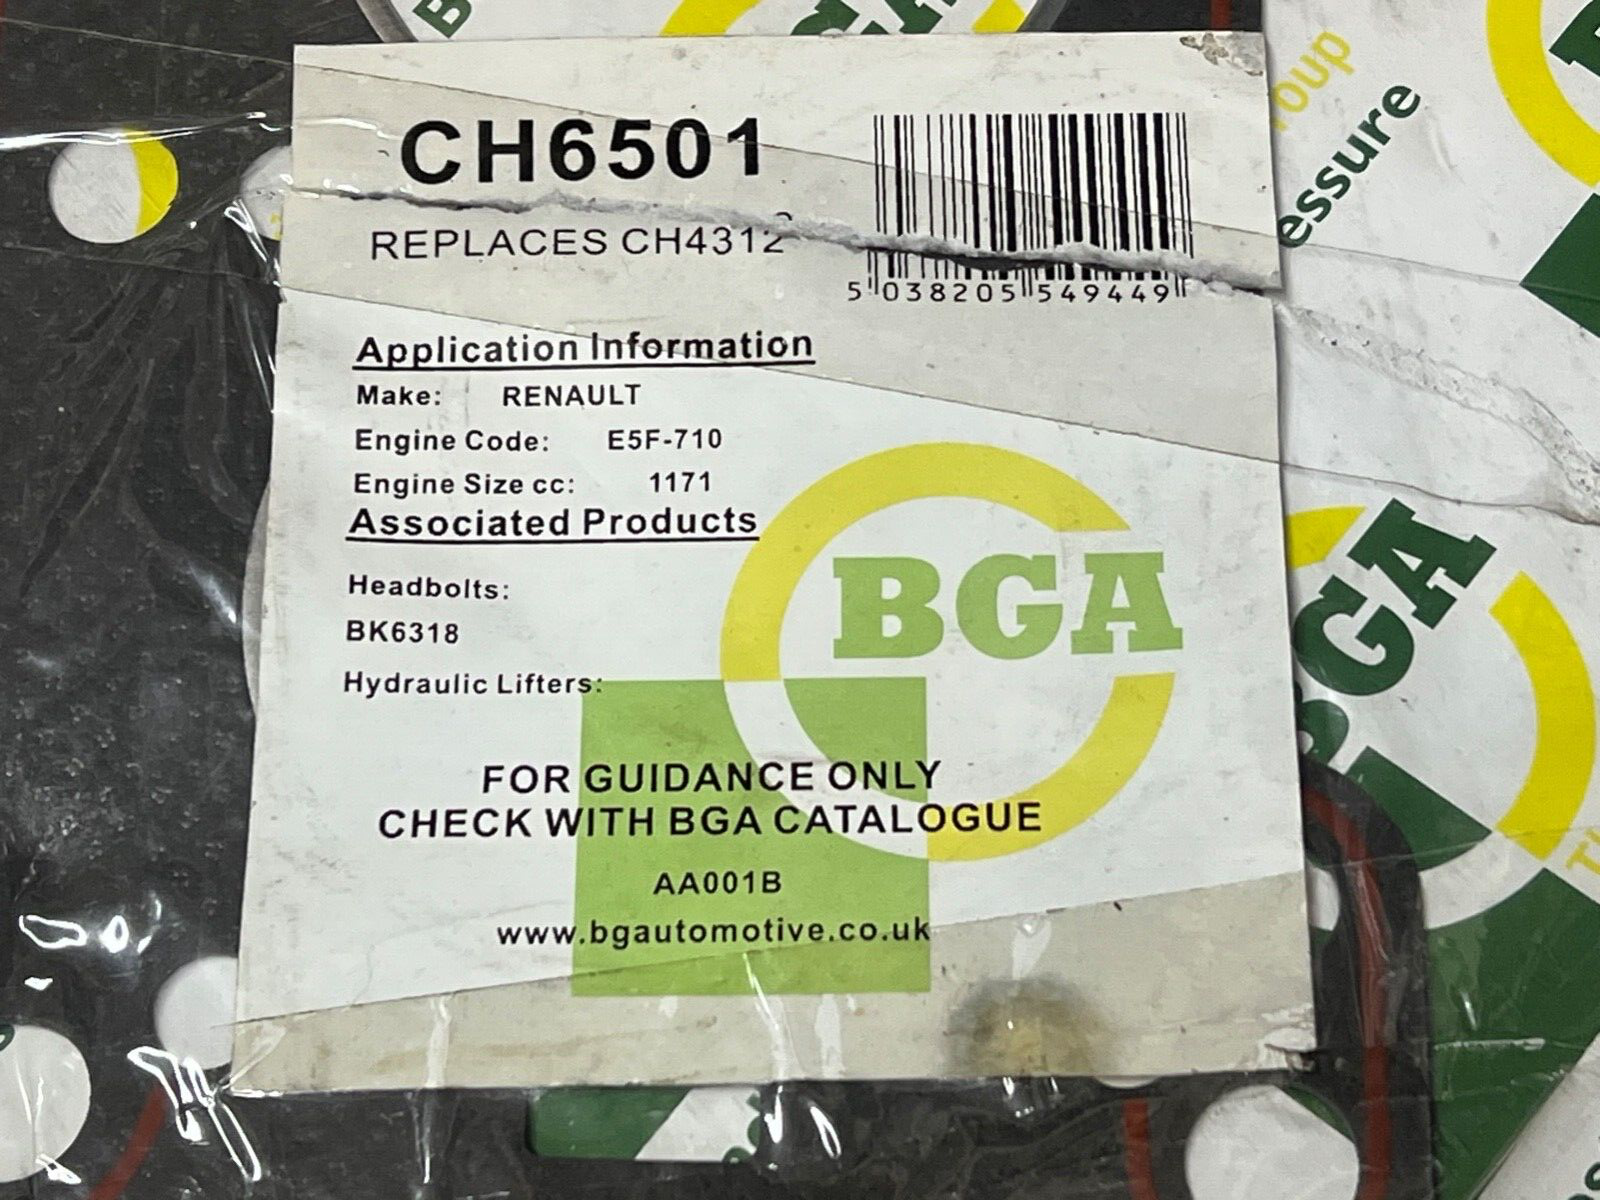 CH6501
REPLACES CH4312
5 038205 549449
Application Information
Make: RENAULT
Engine Code: E5F-710
Engine Size cc: 1171
Associated Products
Headbolts:
BK6318
Hydraulic Lifters:
BGA
FOR GUIDANCE ONLY
CHECK WITH BGA CATALOGUE
AA001B
www.bgautomotive.co.uk
roup
essure
BGA